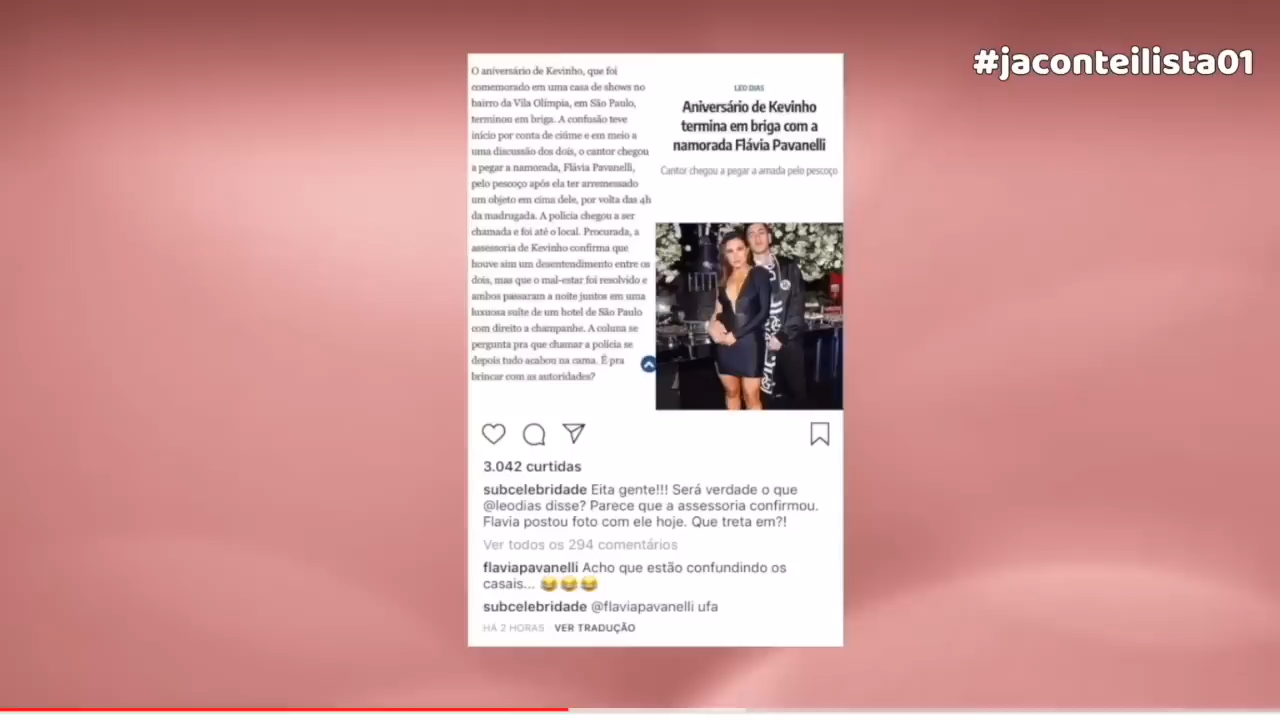 #jaconteilista01
O aniversário de Kevinho, que foi
comemorado em uma casa de shows no
bairro da Vila Olímpia, em São Paulo,
terminou em briga. A confusão teve
início por conta de ciúme e em meio a
uma discussão dos dois, o cantor chegou
a pegar a namorada, Flávia Pavanelli,
pelo pescoço após ela ter arremessado
um objeto em cima dele, por volta das 4h
da madrugada. A polícia chegou a ser
chamada e foi até o local. Procurada, a
assessoria de Kevinho confirma que
houve sim um desentendimento entre os
dois, mas que o mal-estar foi resolvido e
ambos passaram a noite juntos em uma
luxuosa suíte de um hotel de São Paulo
com direito a champanhe. A coluna se
pergunta pra que chamar a polícia se
depois tudo acabou na cama. É pra
brincar com as autoridades?
LEO DIAS
Aniversário de Kevinho
termina em briga com a
namorada Flávia Pavanelli
Cantor chegou a pegar a amada pelo pescoço
3.042 curtidas
subcelebridade Eita gente!!! Será verdade o que
@leodias disse? Parece que a assessoria confirmou.
Flavia postou foto com ele hoje. Que treta em?!
Ver todos os 294 comentários
flaviapavanelli Acho que estão confundindo os
casais... 😂😂😂
subcelebridade @flaviapavanelli ufa
HÁ 2 HORAS VER TRADUÇÃO